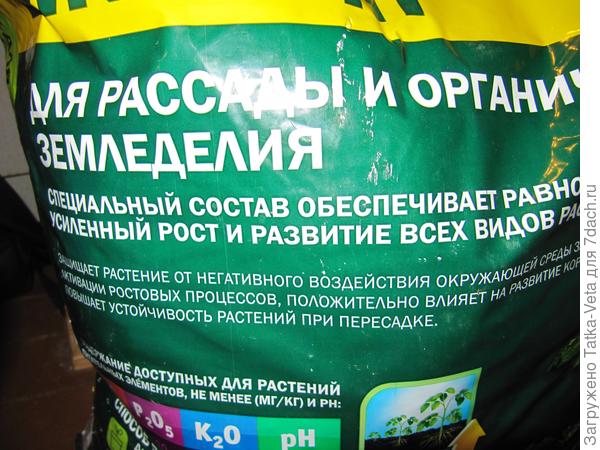 ДЛЯ РАССАДЫ И ОРГАНИЧ
ЗЕМЛЕДЕЛИЯ
СПЕЦИАЛЬНЫЙ СОСТАВ ОБЕСПЕЧИВАЕТ РАВНО
УСИЛЕННЫЙ РОСТ И РАЗВИТИЕ ВСЕХ ВИДОВ РАС
ЗАЩИЩАЕТ РАСТЕНИЕ ОТ НЕГАТИВНОГО ВОЗДЕЙСТВИЯ ОКРУЖАЮЩЕЙ СРЕДЫ З
АКТИВАЦИИ РОСТОВЫХ ПРОЦЕССОВ, ПОЛОЖИТЕЛЬНО ВЛИЯЕТ НА РАЗВИТИЕ КОР
ПОВЫШАЕТ УСТОЙЧИВОСТЬ РАСТЕНИЙ ПРИ ПЕРЕСАДКЕ.
СОДЕРЖАНИЕ ДОСТУПНЫХ ДЛЯ РАСТЕНИЙ
ЭЛЕМЕНТОВ, НЕ МЕНЕЕ (МГ/КГ) И PH:
P₂O₅ K₂O pH
СПОСОБ
Загружено Tatka-Veta для 7dach.ru